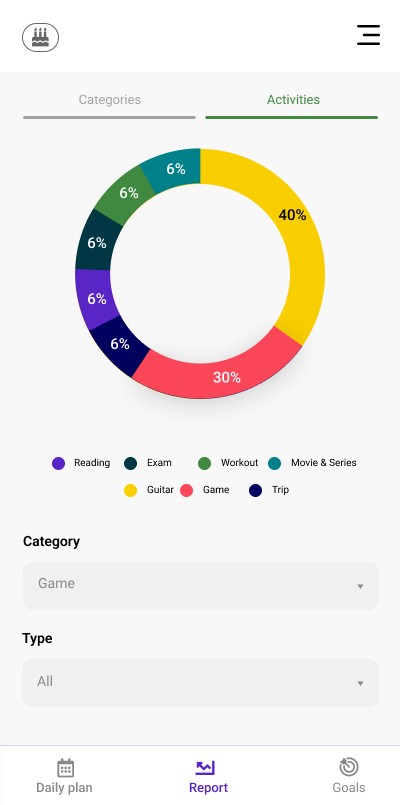 Categories Activities
6%
40%
6%
6%
6%
6%
30%
Reading Exam Workout Movie & Series
Guitar Game Trip
Category
Game
Type
All
Daily plan Report Goals